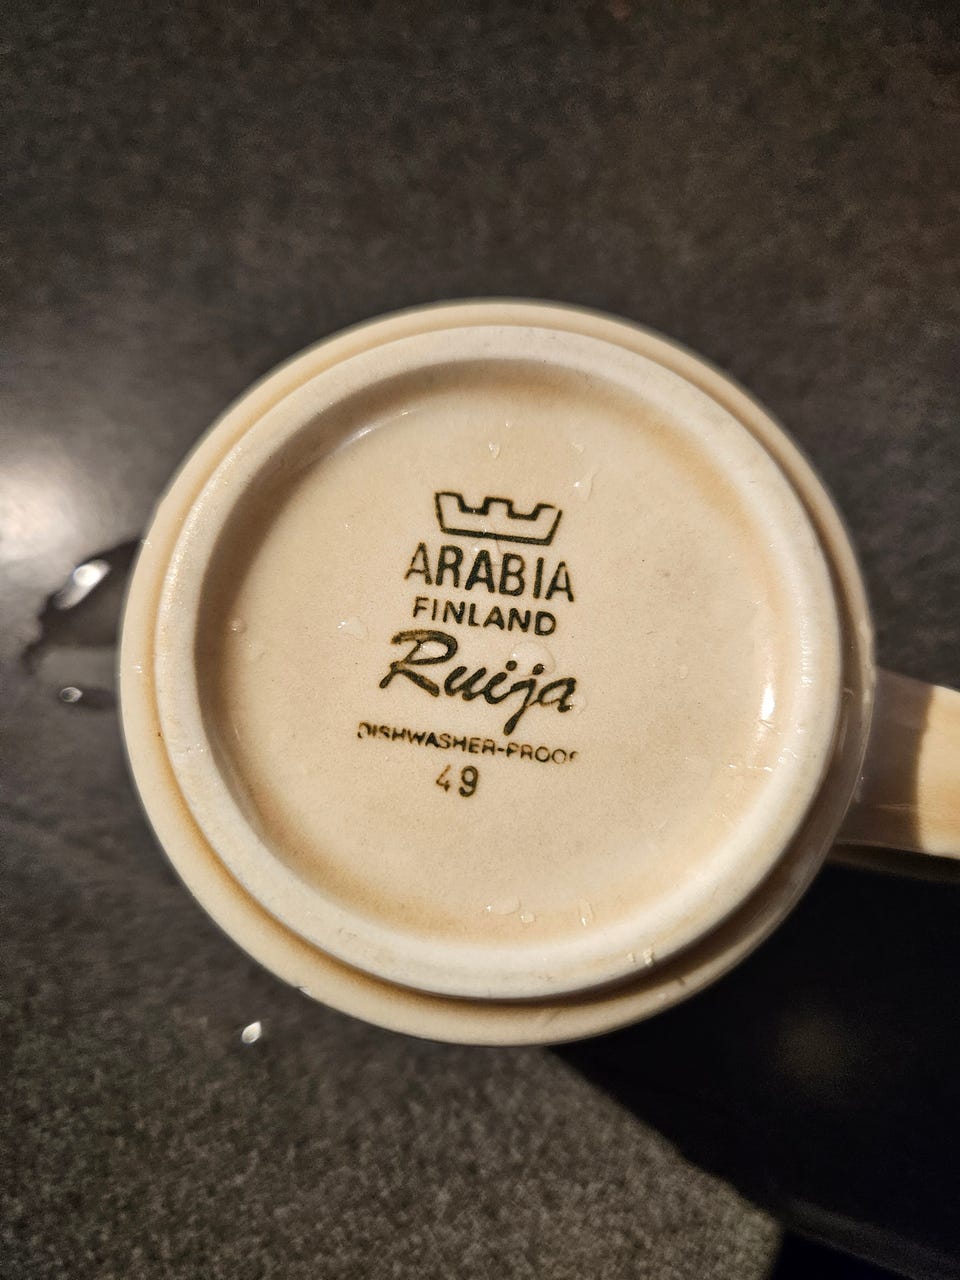 ARABIA
FINLAND
Ruija
DISHWASHER-PROOF
49